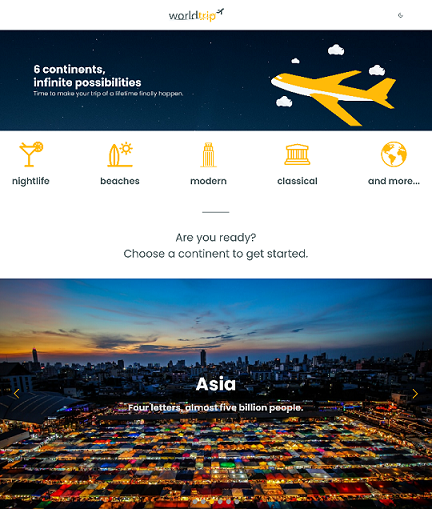 worldtrip
6 continents,
infinite possibilities
Time to make your trip of a lifetime finally happen.
nightlife
beaches
modern
classical
and more...
Are you ready?
Choose a continent to get started.
Asia
Four letters, almost five billion people.